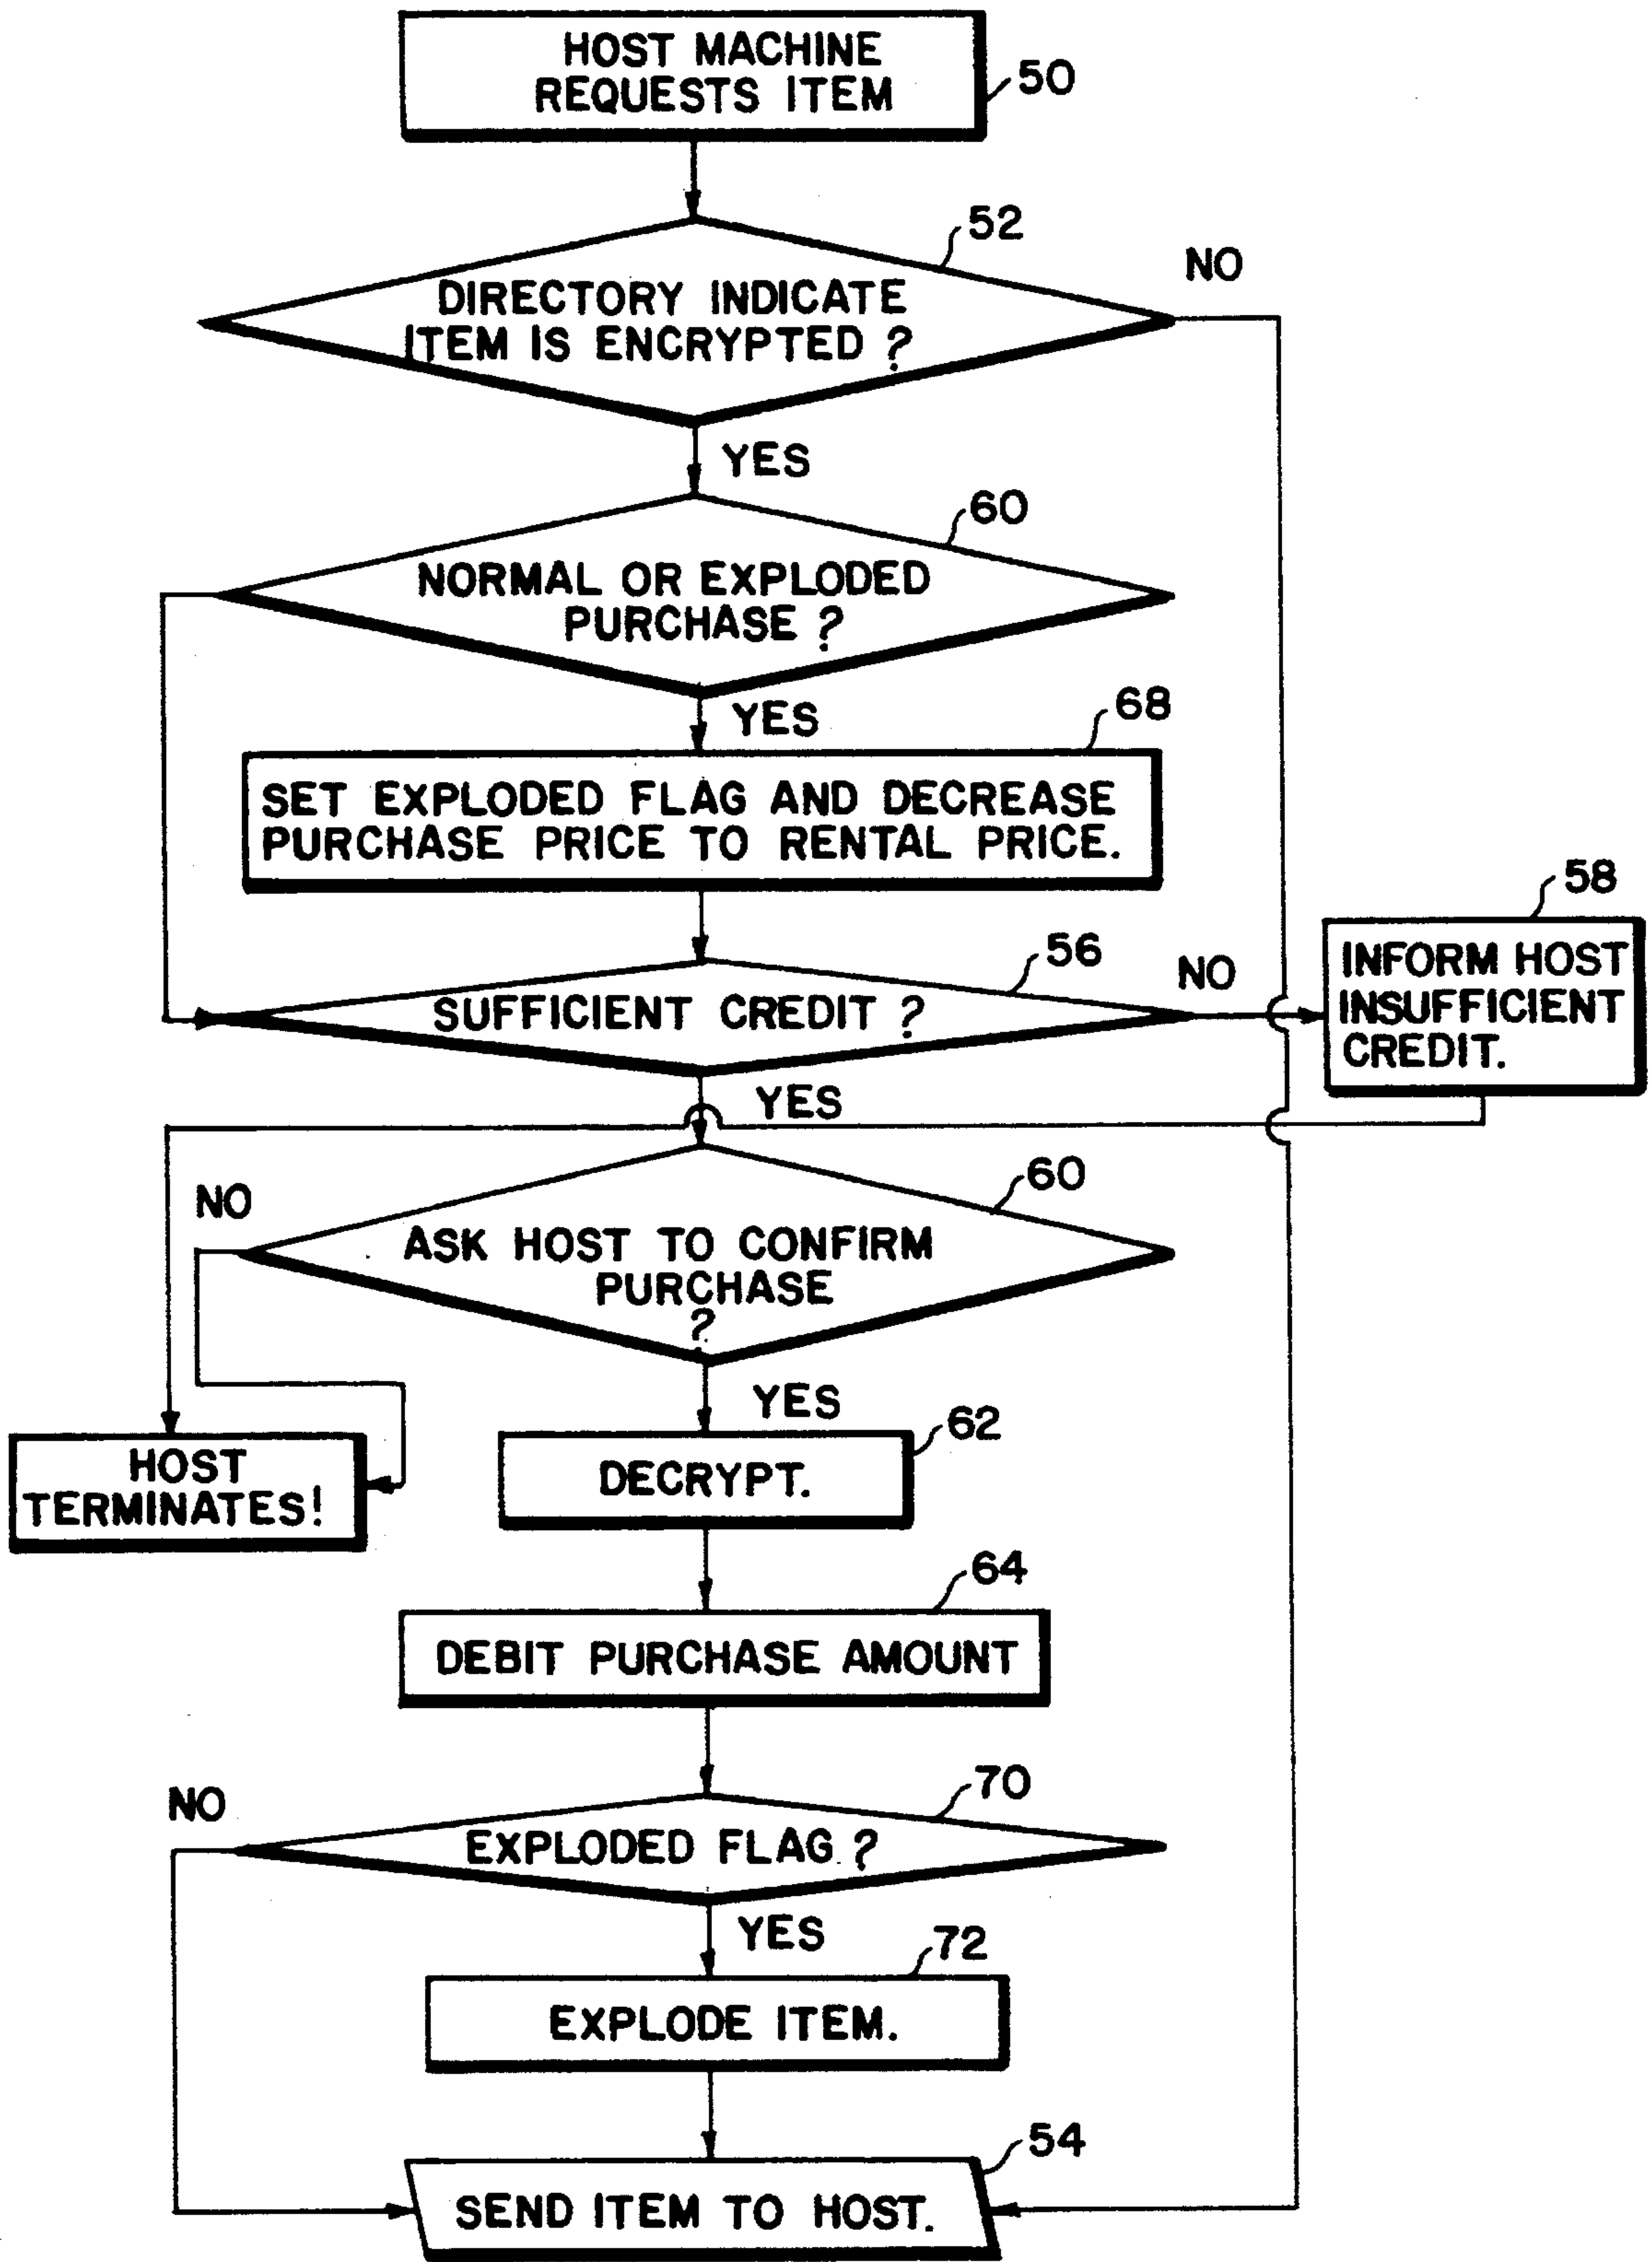 HOST MACHINE
REQUESTS ITEM
50
52
NO
DIRECTORY INDICATE
ITEM IS ENCRYPTED ?
YES
60
NORMAL OR EXPLODED
PURCHASE ?
YES
68
SET EXPLODED FLAG AND DECREASE
PURCHASE PRICE TO RENTAL PRICE.
58
56
NO
INFORM HOST
INSUFFICIENT
CREDIT.
SUFFICIENT CREDIT ?
YES
60
NO
ASK HOST TO CONFIRM
PURCHASE
?
YES
62
HOST
TERMINATES!
DECRYPT.
64
DEBIT PURCHASE AMOUNT
70
NO
EXPLODED FLAG ?
YES
72
EXPLODE ITEM.
54
SEND ITEM TO HOST.